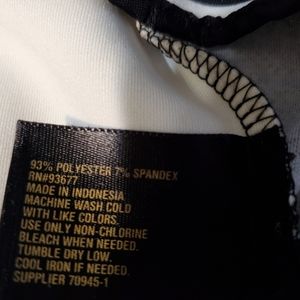 93% POLYESTER 7% SPANDEX
RN#93677
MADE IN INDONESIA
MACHINE WASH COLD
WITH LIKE COLORS.
USE ONLY NON-CHLORINE
BLEACH WHEN NEEDED.
TUMBLE DRY LOW.
COOL IRON IF NEEDED.
SUPPLIER 70945-1